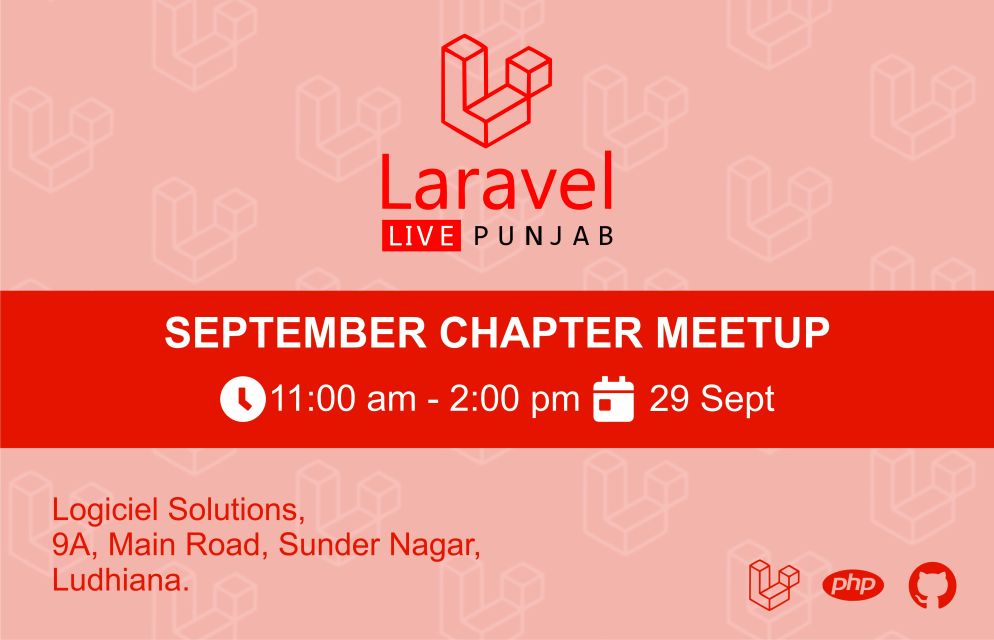 Laravel
LIVE PUNJAB
SEPTEMBER CHAPTER MEETUP
11:00 am - 2:00 pm 29 Sept
Logiciel Solutions,
9A, Main Road, Sunder Nagar,
Ludhiana.
php